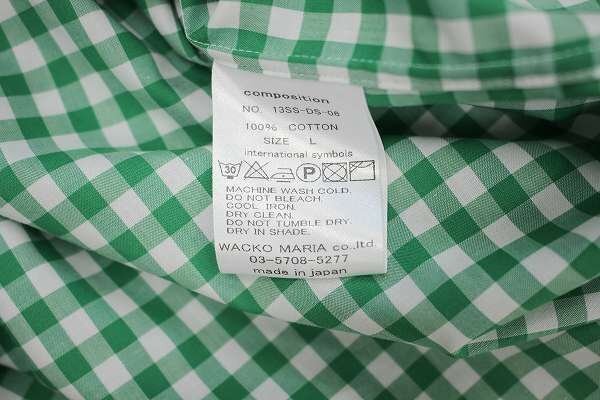 composition
NO. 13SS-DS-06
100% COTTON
SIZE L
international symbols
30 P
MACHINE WASH COLD.
DO NOT BLEACH.
COOL IRON.
DRY CLEAN.
DO NOT TUMBLE DRY.
DRY IN SHADE.
WACKO MARIA co.,ltd.
03-5708-5277
made in japan